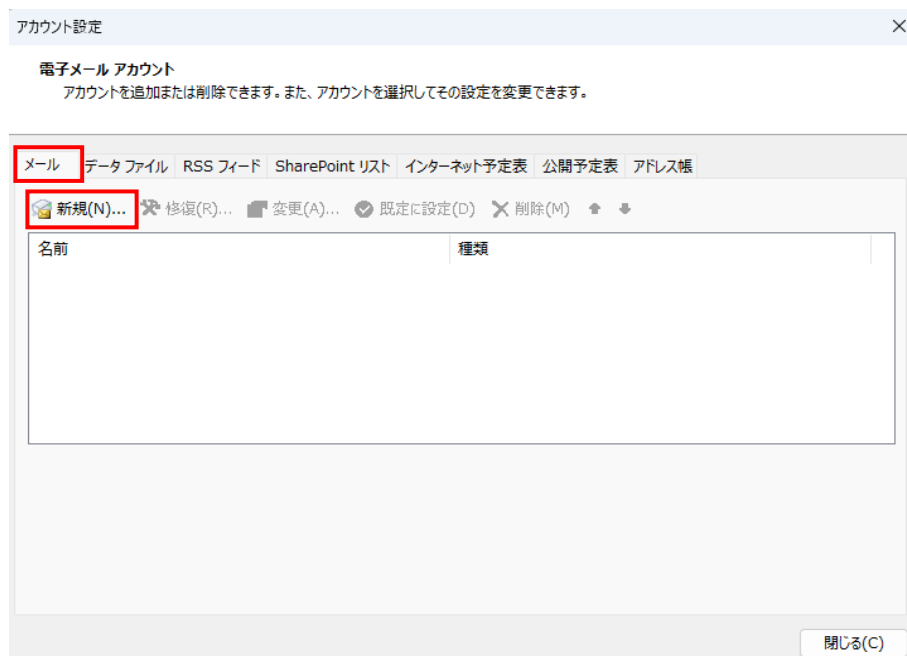 アカウント設定
電子メール アカウント
アカウントを追加または削除できます。また、アカウントを選択してその設定を変更できます。
メール データ ファイル RSS フィード SharePoint リスト インターネット予定表 公開予定表 アドレス帳
新規(N)... 修復(R)... 変更(A)... 既定に設定(D) 削除(M)
名前 種類
閉じる(C)